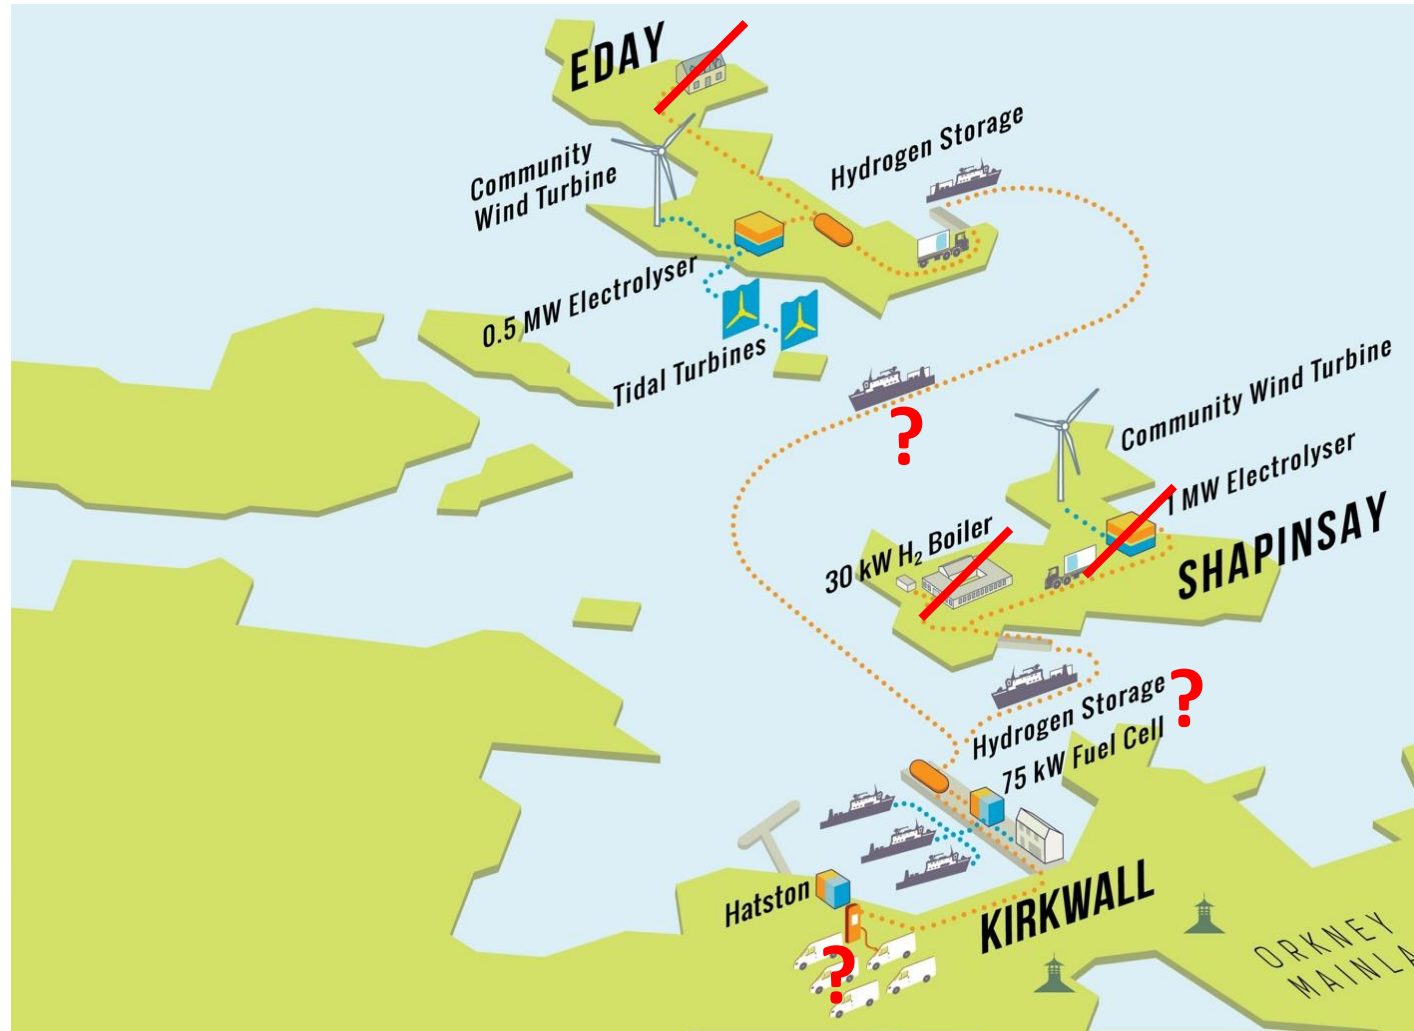 EDAY
Hydrogen Storage
Community
Wind Turbine
0.5 MW Electrolyser
Tidal Turbines
?
Community Wind Turbine
1 MW Electrolyser
30 kW H₂ Boiler
SHAPINSAY
Hydrogen Storage
?
75 kW Fuel Cell
Hatston
KIRKWALL
?
ORKNEY
MAINLA